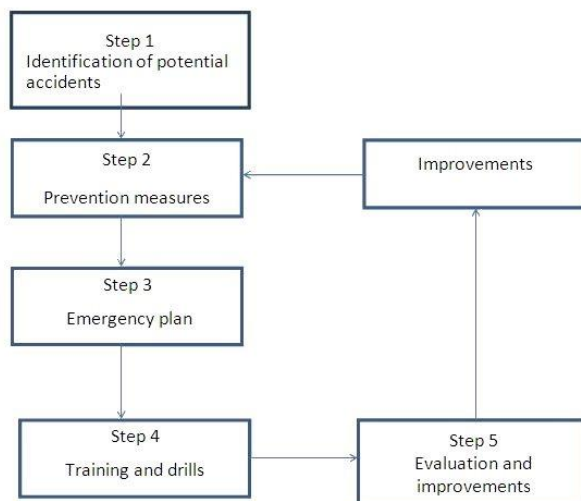 Step 1
Identification of potential
accidents
Step 2
Prevention measures
Improvements
Step 3
Emergency plan
Step 4
Training and drills
Step 5
Evaluation and
improvements